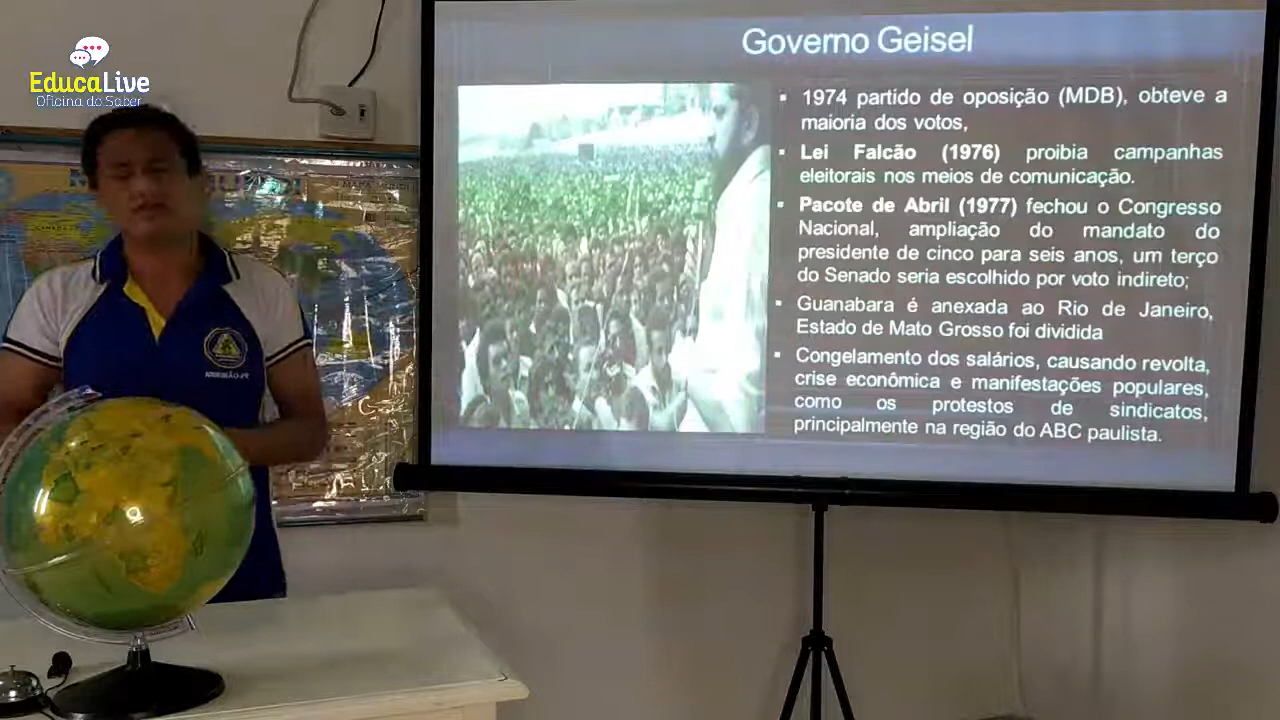 EducaLive
Oficina do Saber
Governo Geisel
▪ 1974 partido de oposição (MDB), obteve a
maioria dos votos,
▪ Lei Falcão (1976) proibia campanhas
eleitorais nos meios de comunicação.
▪ Pacote de Abril (1977) fechou o Congresso
Nacional, ampliação do mandato do
presidente de cinco para seis anos, um terço
do Senado seria escolhido por voto indireto;
▪ Guanabara é anexada ao Rio de Janeiro,
Estado de Mato Grosso foi dividida
▪ Congelamento dos salários, causando revolta,
crise econômica e manifestações populares,
como os protestos de sindicatos,
principalmente na região do ABC paulista.